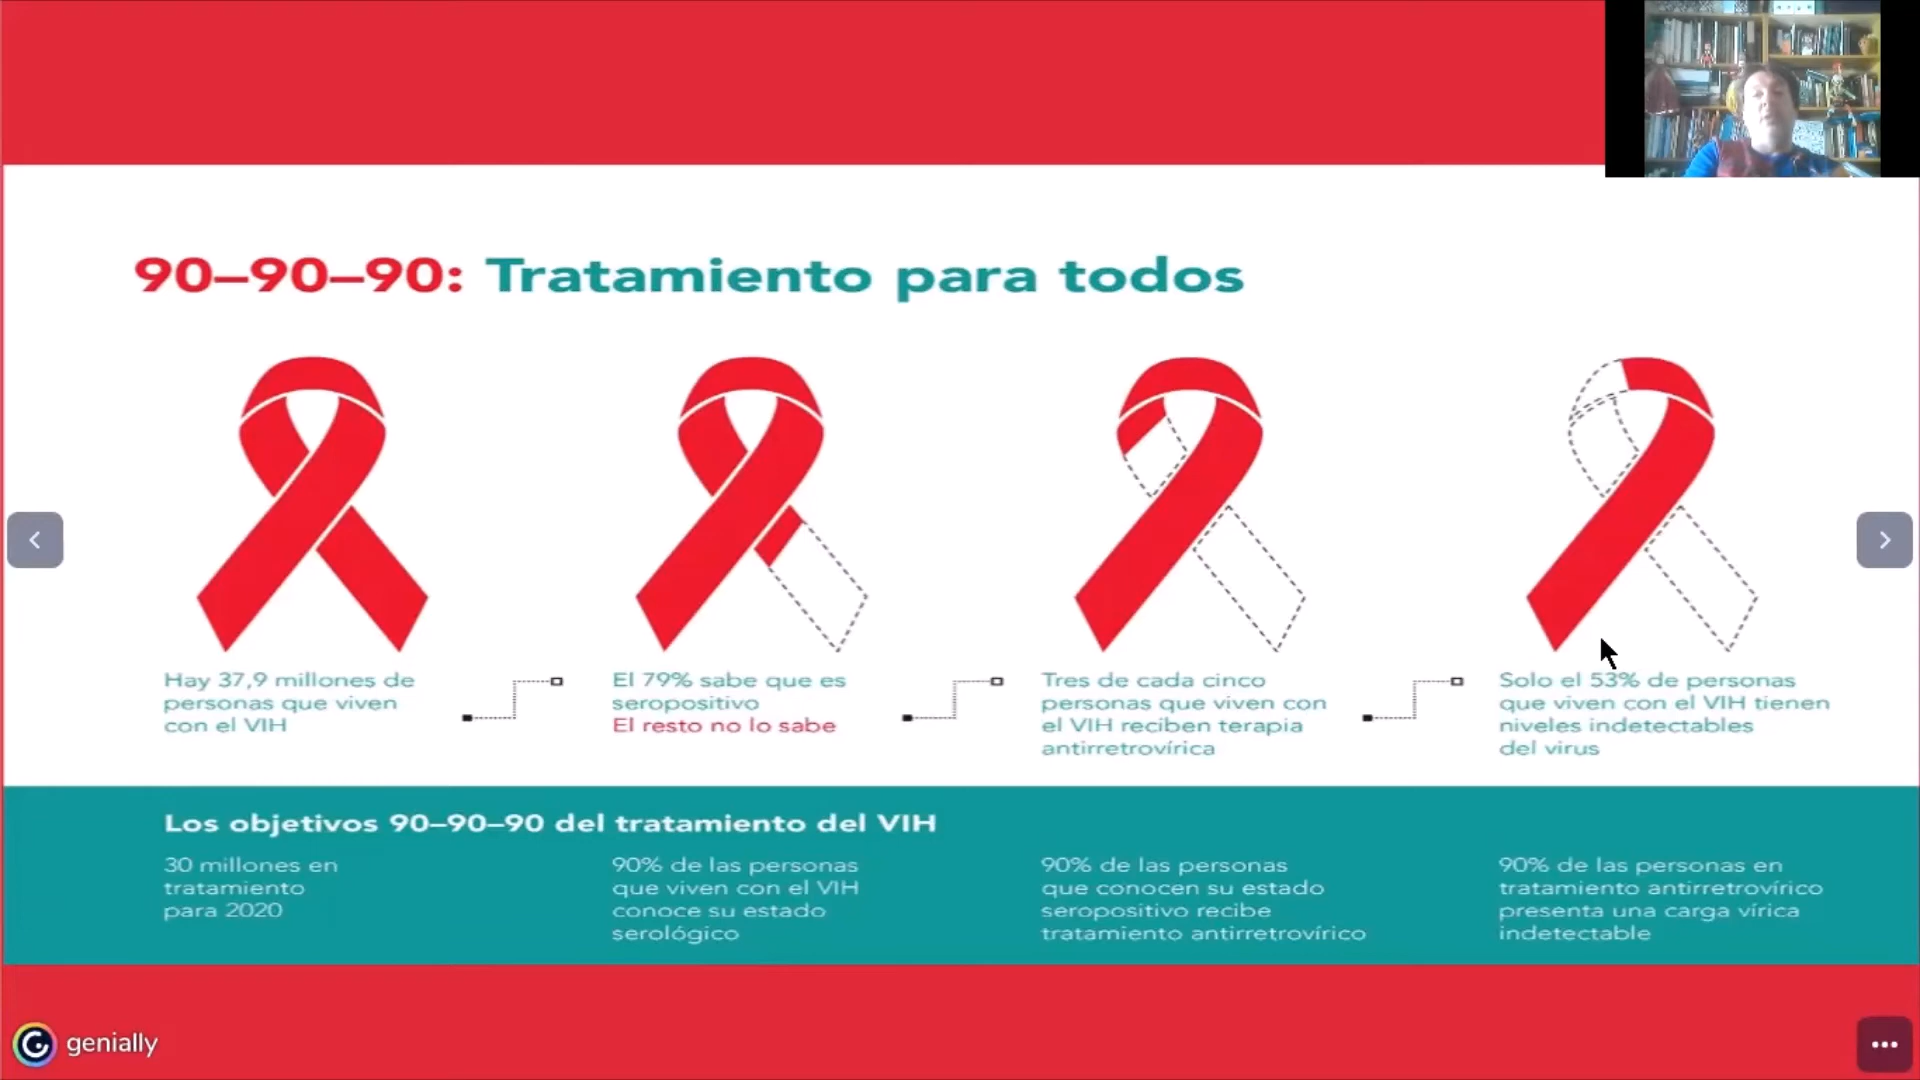 90–90–90: Tratamiento para todos
Hay 37,9 millones de
personas que viven
con el VIH
El 79% sabe que es
seropositivo
El resto no lo sabe
Tres de cada cinco
personas que viven con
el VIH reciben terapia
antirretrovírica
Solo el 53% de personas
que viven con el VIH tienen
niveles indetectables
del virus
Los objetivos 90–90–90 del tratamiento del VIH
30 millones en
tratamiento
para 2020
90% de las personas
que viven con el VIH
conoce su estado
serológico
90% de las personas
que conocen su estado
seropositivo recibe
tratamiento antirretrovírico
90% de las personas en
tratamiento antirretrovírico
presenta una carga vírica
indetectable
genially